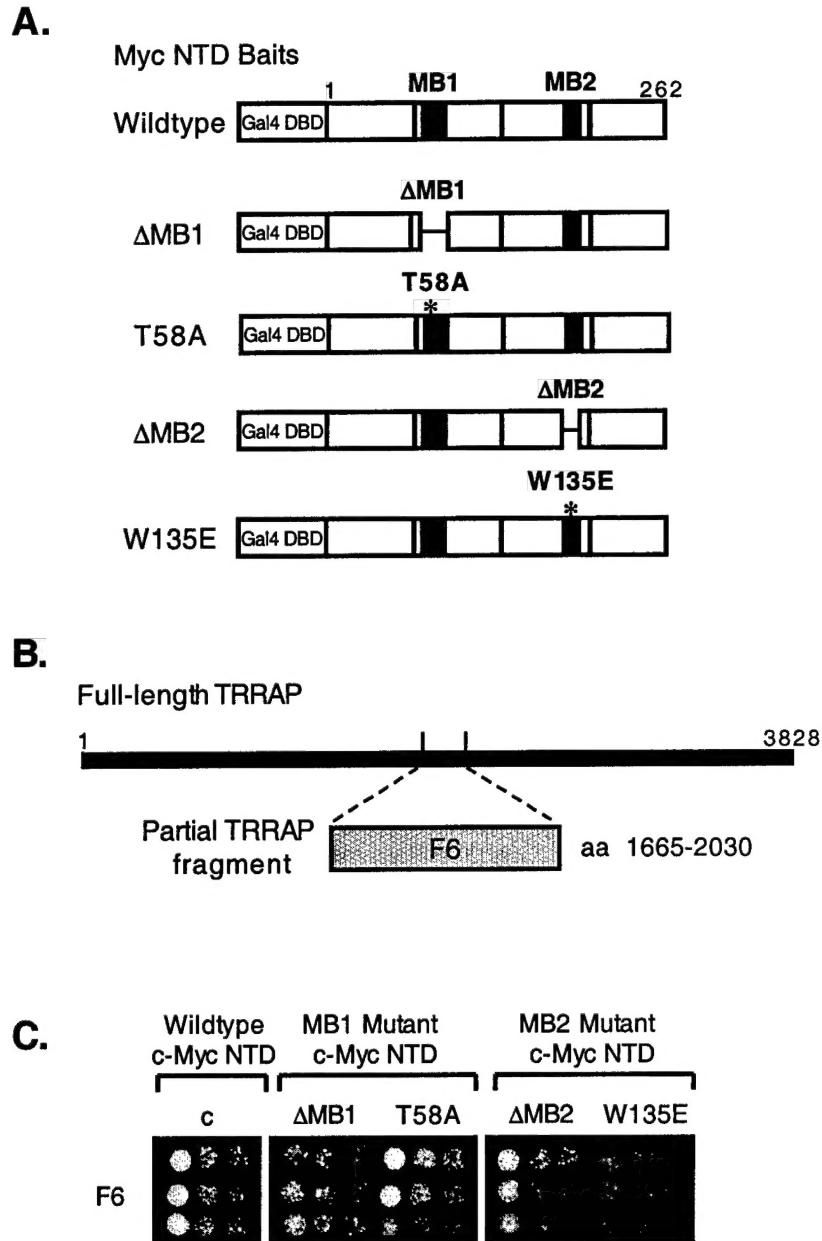 A.
Myc NTD Baits
1 MB1 MB2 262
Wildtype Gal4 DBD
ΔMB1
ΔMB1 Gal4 DBD
T58A
*
T58A Gal4 DBD
ΔMB2
ΔMB2 Gal4 DBD
W135E
*
W135E Gal4 DBD
B.
Full-length TRRAP
1 3828
Partial TRRAP
fragment
F6 aa 1665-2030
C.
Wildtype
c-Myc NTD
MB1 Mutant
c-Myc NTD
MB2 Mutant
c-Myc NTD
c ΔMB1 T58A ΔMB2 W135E
F6